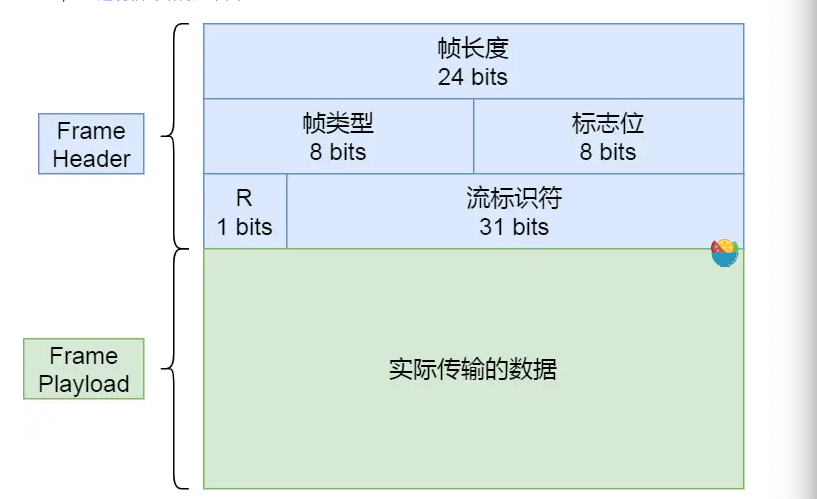 帧长度
24 bits
Frame
Header
帧类型
8 bits
标志位
8 bits
R
1 bits
流标识符
31 bits
Frame
Playload
实际传输的数据